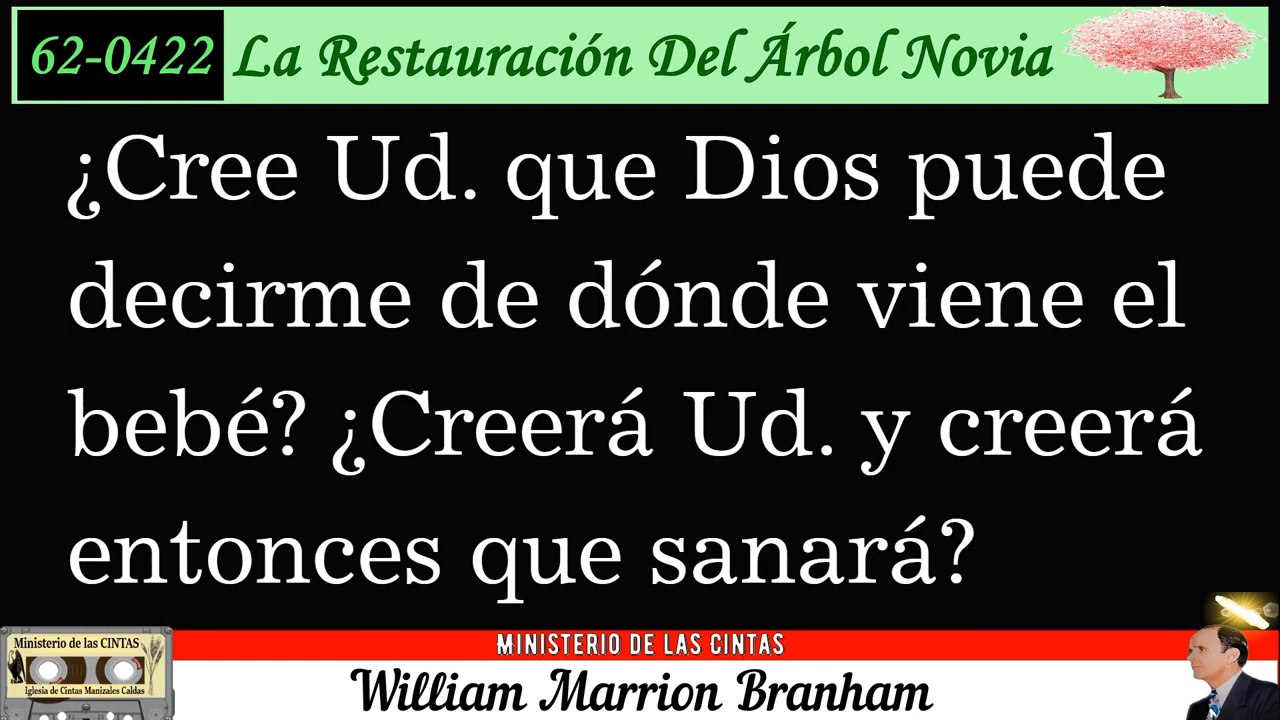 62-0422 La Restauración Del Árbol Novia
¿Cree Ud. que Dios puede
decirme de dónde viene el
bebé? ¿Creerá Ud. y creerá
entonces que sanará?
Ministerio de las CINTAS
Iglesia de Cintas Manizales Caldas
MINISTERIO DE LAS CINTAS
William Marrion Branham